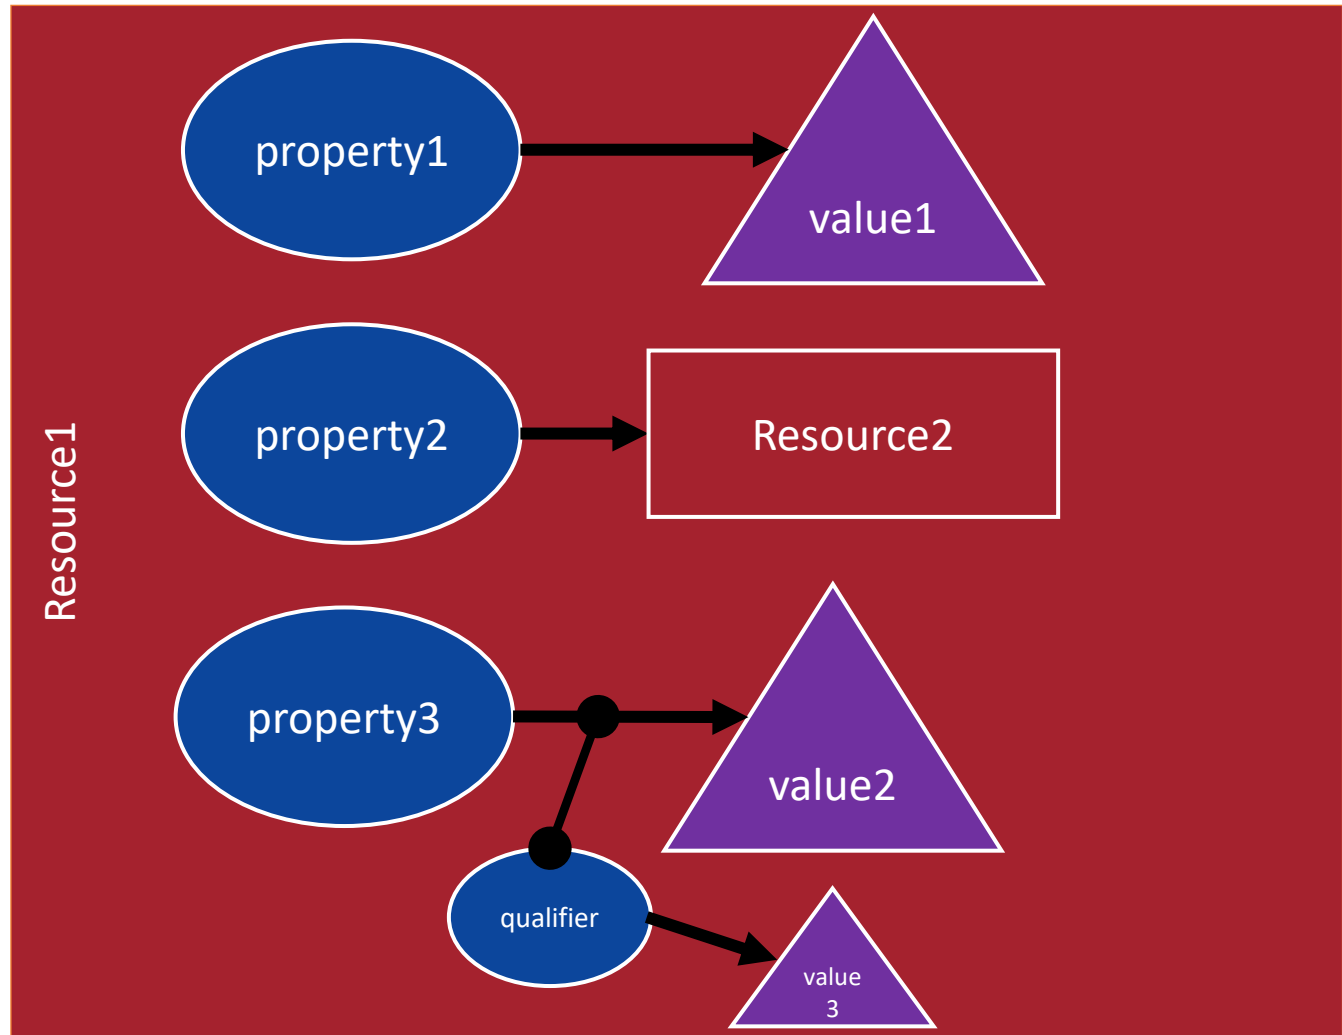 Resource1
property1
value1
property2
Resource2
property3
value2
qualifier
value
3